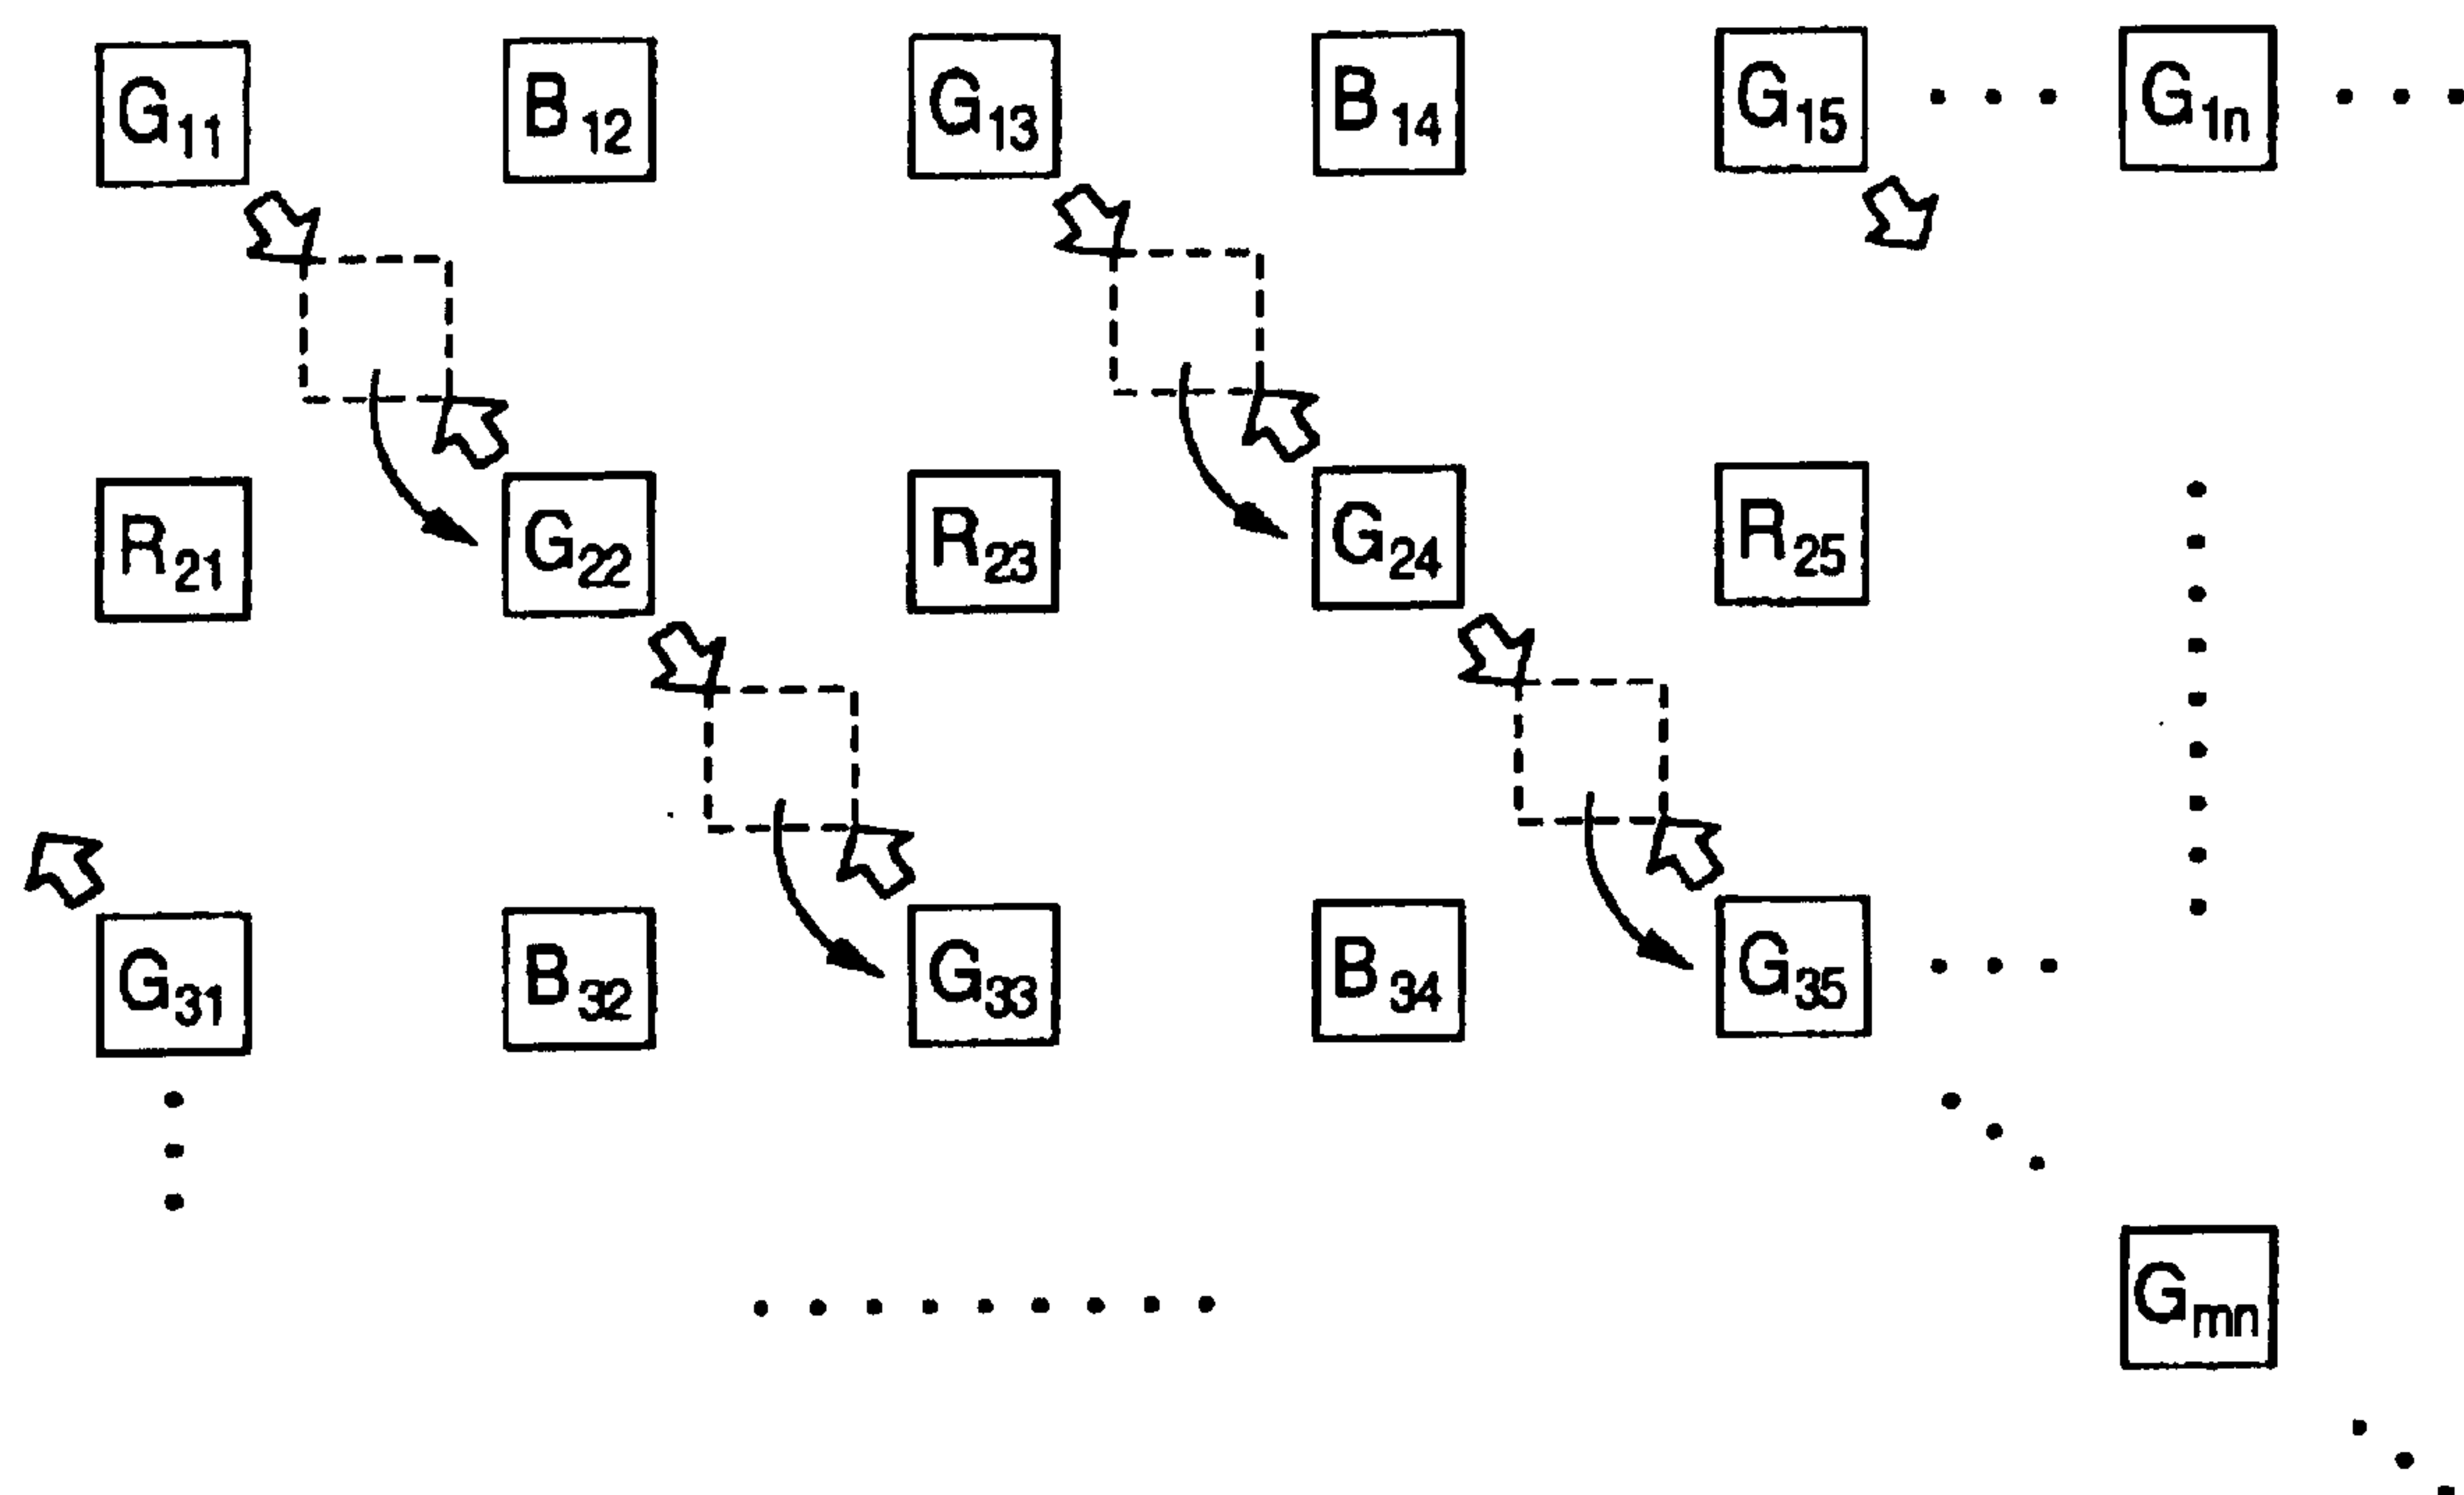 G11 B12 G13 B14 G15 ... G1n ...
R21 G22 R23 G24 R25
G31 B32 G33 B34 G35 ...
Gmn